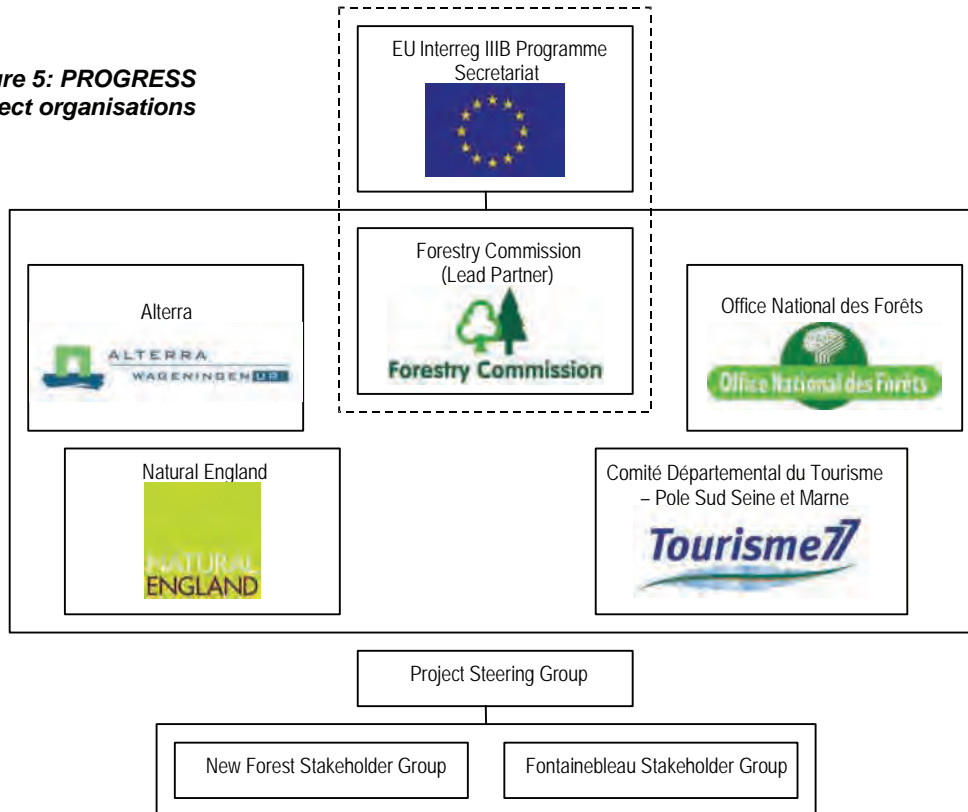 EU Interreg IIIB Programme
Secretariat
ure 5: PROGRESS
ect organisations
Forestry Commission
(Lead Partner)
Forestry Commission
Alterra
ALTERRA
WAGENINGEN UR
Office National des Forêts
Office National des Forêts
Natural England
NATURAL
ENGLAND
Comité Départemental du Tourisme
– Pole Sud Seine et Marne
Tourisme77
Project Steering Group
New Forest Stakeholder Group
Fontainebleau Stakeholder Group